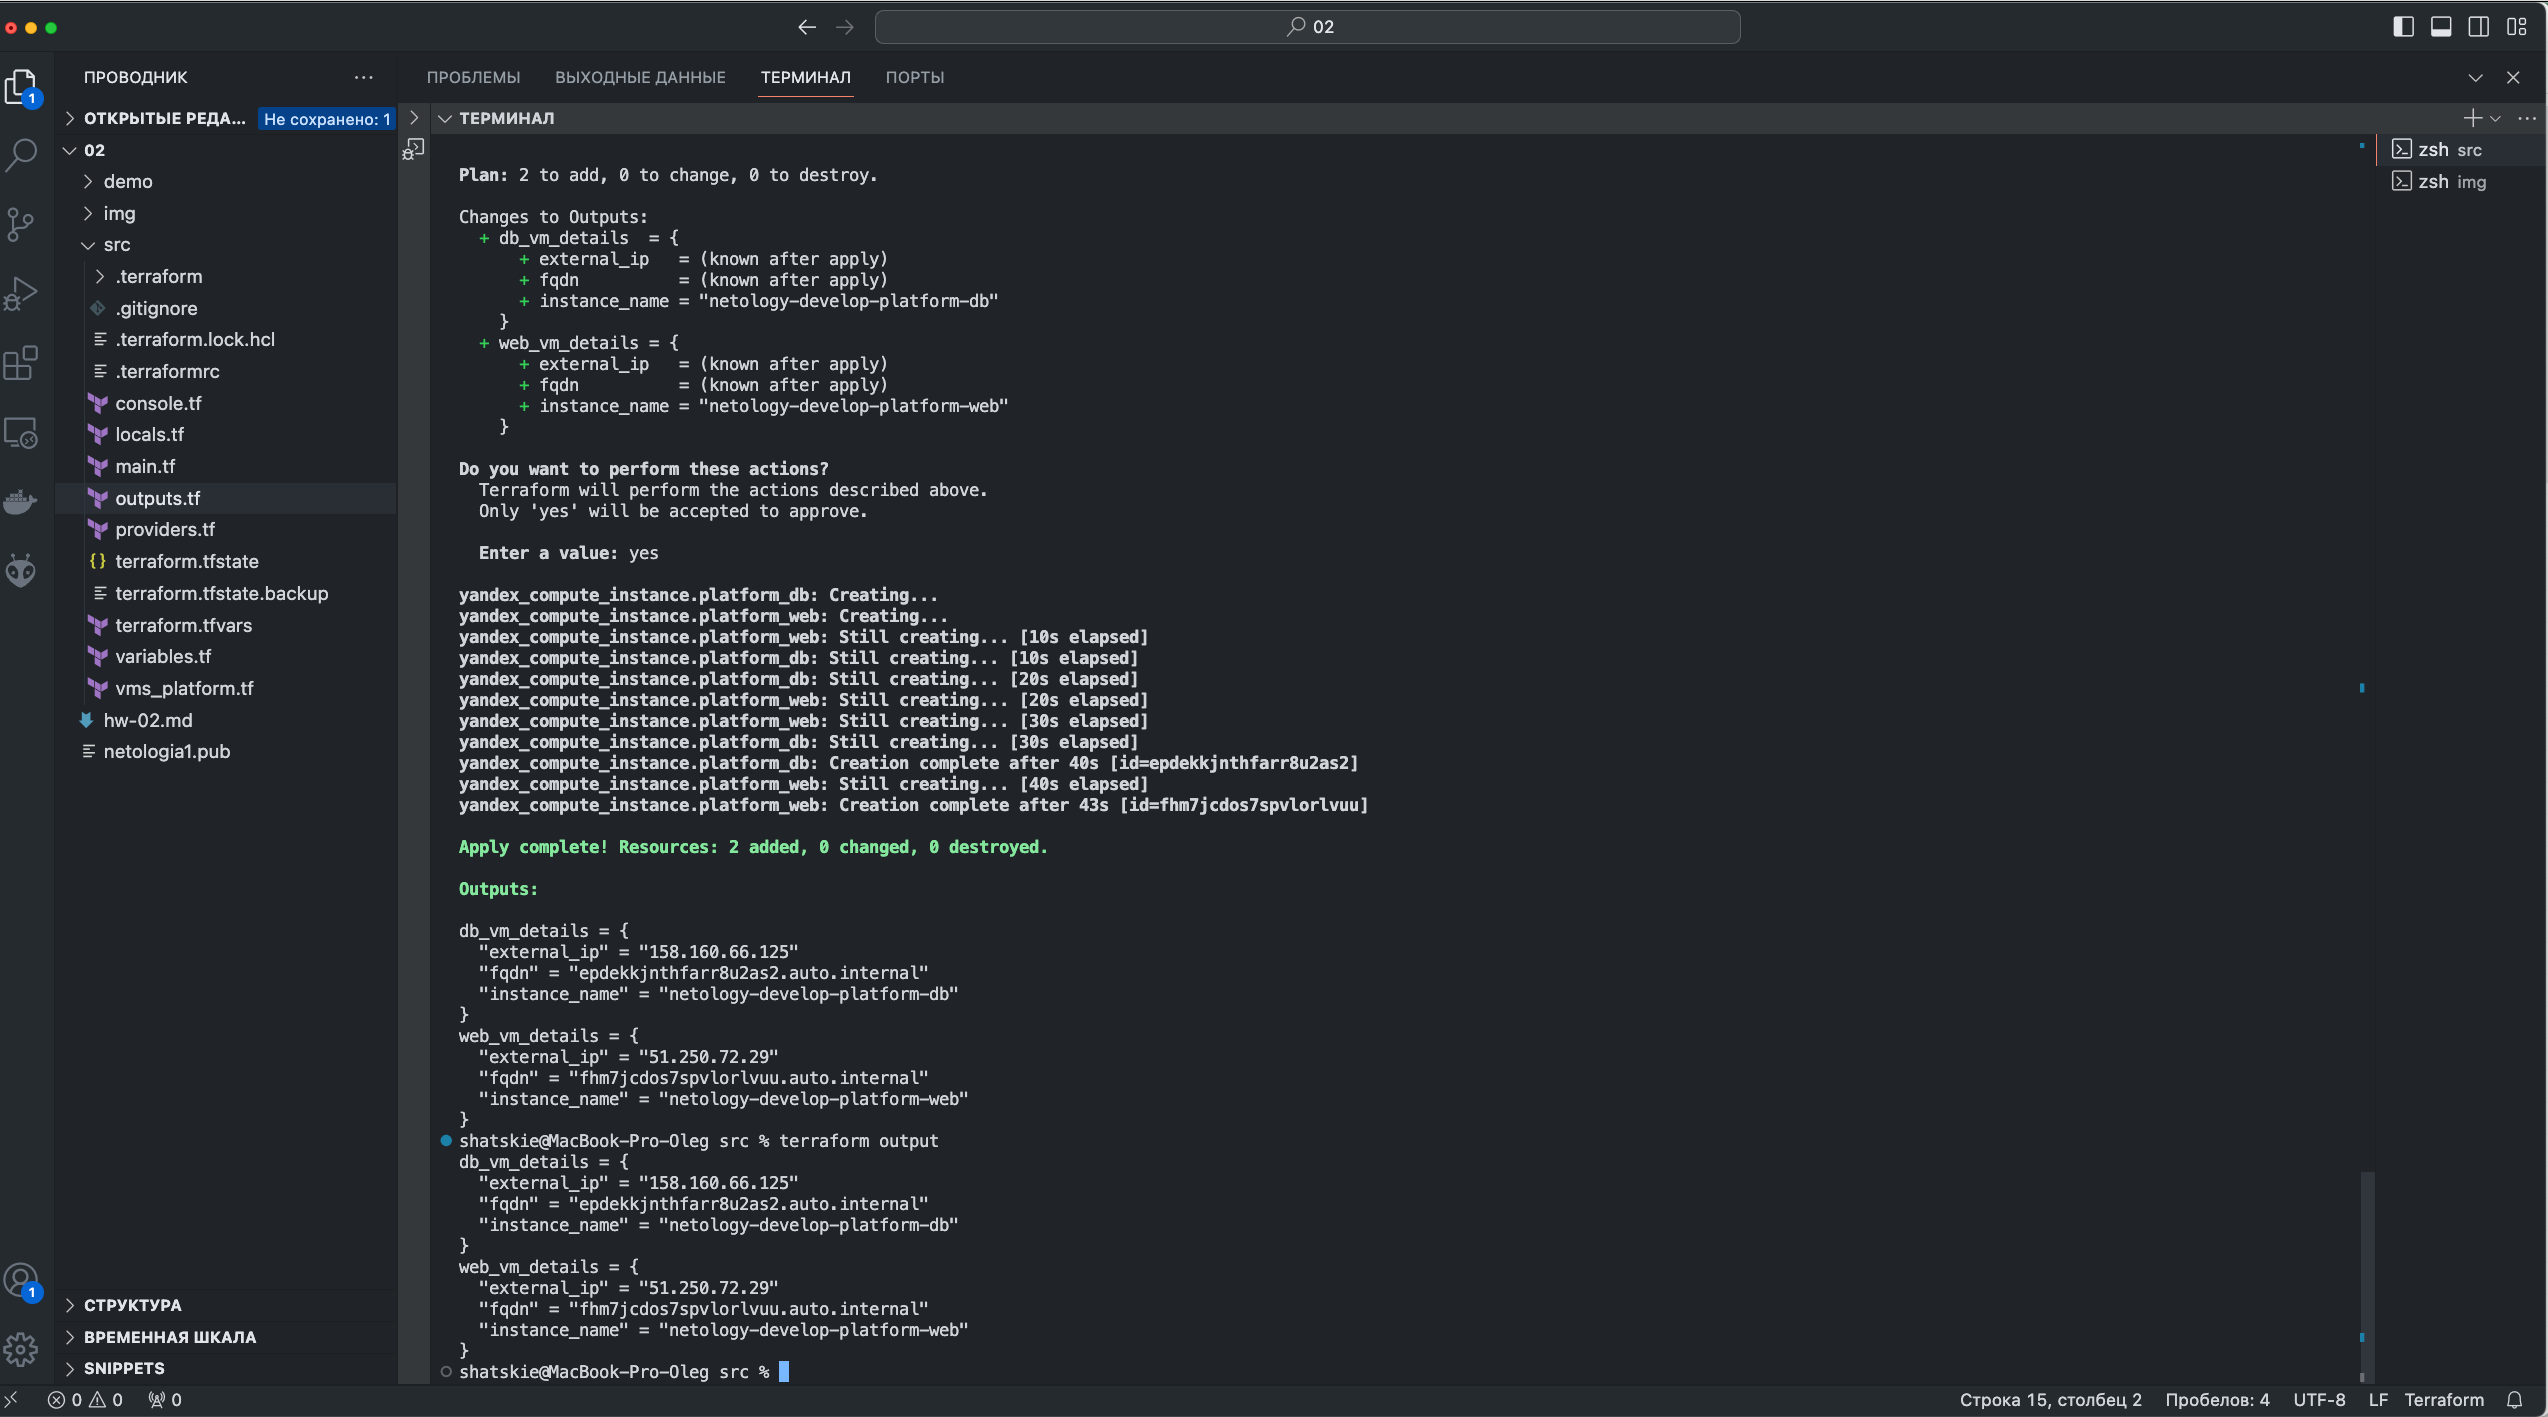 02
ПРОВОДНИК
ОТКРЫТЫЕ РЕДА... Не сохранено: 1
02
demo
img
src
.terraform
.gitignore
.terraform.lock.hcl
.terraformrc
console.tf
locals.tf
main.tf
outputs.tf
providers.tf
terraform.tfstate
terraform.tfstate.backup
terraform.tfvars
variables.tf
vms_platform.tf
hw-02.md
netologia1.pub
СТРУКТУРА
ВРЕМЕННАЯ ШКАЛА
SNIPPETS
1
1
ПРОБЛЕМЫ ВЫХОДНЫЕ ДАННЫЕ ТЕРМИНАЛ ПОРТЫ
ТЕРМИНАЛ
Plan: 2 to add, 0 to change, 0 to destroy.
Changes to Outputs:
+ db_vm_details  = {
+ external_ip   = (known after apply)
+ fqdn          = (known after apply)
+ instance_name = "netology-develop-platform-db"
}
+ web_vm_details = {
+ external_ip   = (known after apply)
+ fqdn          = (known after apply)
+ instance_name = "netology-develop-platform-web"
}
Do you want to perform these actions?
Terraform will perform the actions described above.
Only 'yes' will be accepted to approve.
Enter a value: yes
yandex_compute_instance.platform_db: Creating...
yandex_compute_instance.platform_web: Creating...
yandex_compute_instance.platform_web: Still creating... [10s elapsed]
yandex_compute_instance.platform_db: Still creating... [10s elapsed]
yandex_compute_instance.platform_db: Still creating... [20s elapsed]
yandex_compute_instance.platform_web: Still creating... [20s elapsed]
yandex_compute_instance.platform_web: Still creating... [30s elapsed]
yandex_compute_instance.platform_db: Still creating... [30s elapsed]
yandex_compute_instance.platform_db: Creation complete after 40s [id=epdekkjnthfarr8u2as2]
yandex_compute_instance.platform_web: Still creating... [40s elapsed]
yandex_compute_instance.platform_web: Creation complete after 43s [id=fhm7jcdos7spvlorlvuu]
Apply complete! Resources: 2 added, 0 changed, 0 destroyed.
Outputs:
db_vm_details = {
"external_ip" = "158.160.66.125"
"fqdn" = "epdekkjnthfarr8u2as2.auto.internal"
"instance_name" = "netology-develop-platform-db"
}
web_vm_details = {
"external_ip" = "51.250.72.29"
"fqdn" = "fhm7jcdos7spvlorlvuu.auto.internal"
"instance_name" = "netology-develop-platform-web"
}
shatskie@MacBook-Pro-Oleg src % terraform output
db_vm_details = {
"external_ip" = "158.160.66.125"
"fqdn" = "epdekkjnthfarr8u2as2.auto.internal"
"instance_name" = "netology-develop-platform-db"
}
web_vm_details = {
"external_ip" = "51.250.72.29"
"fqdn" = "fhm7jcdos7spvlorlvuu.auto.internal"
"instance_name" = "netology-develop-platform-web"
}
shatskie@MacBook-Pro-Oleg src %
zsh src
zsh img
0 0 0
Строка 15, столбец 2 Пробелов: 4 UTF-8 LF Terraform